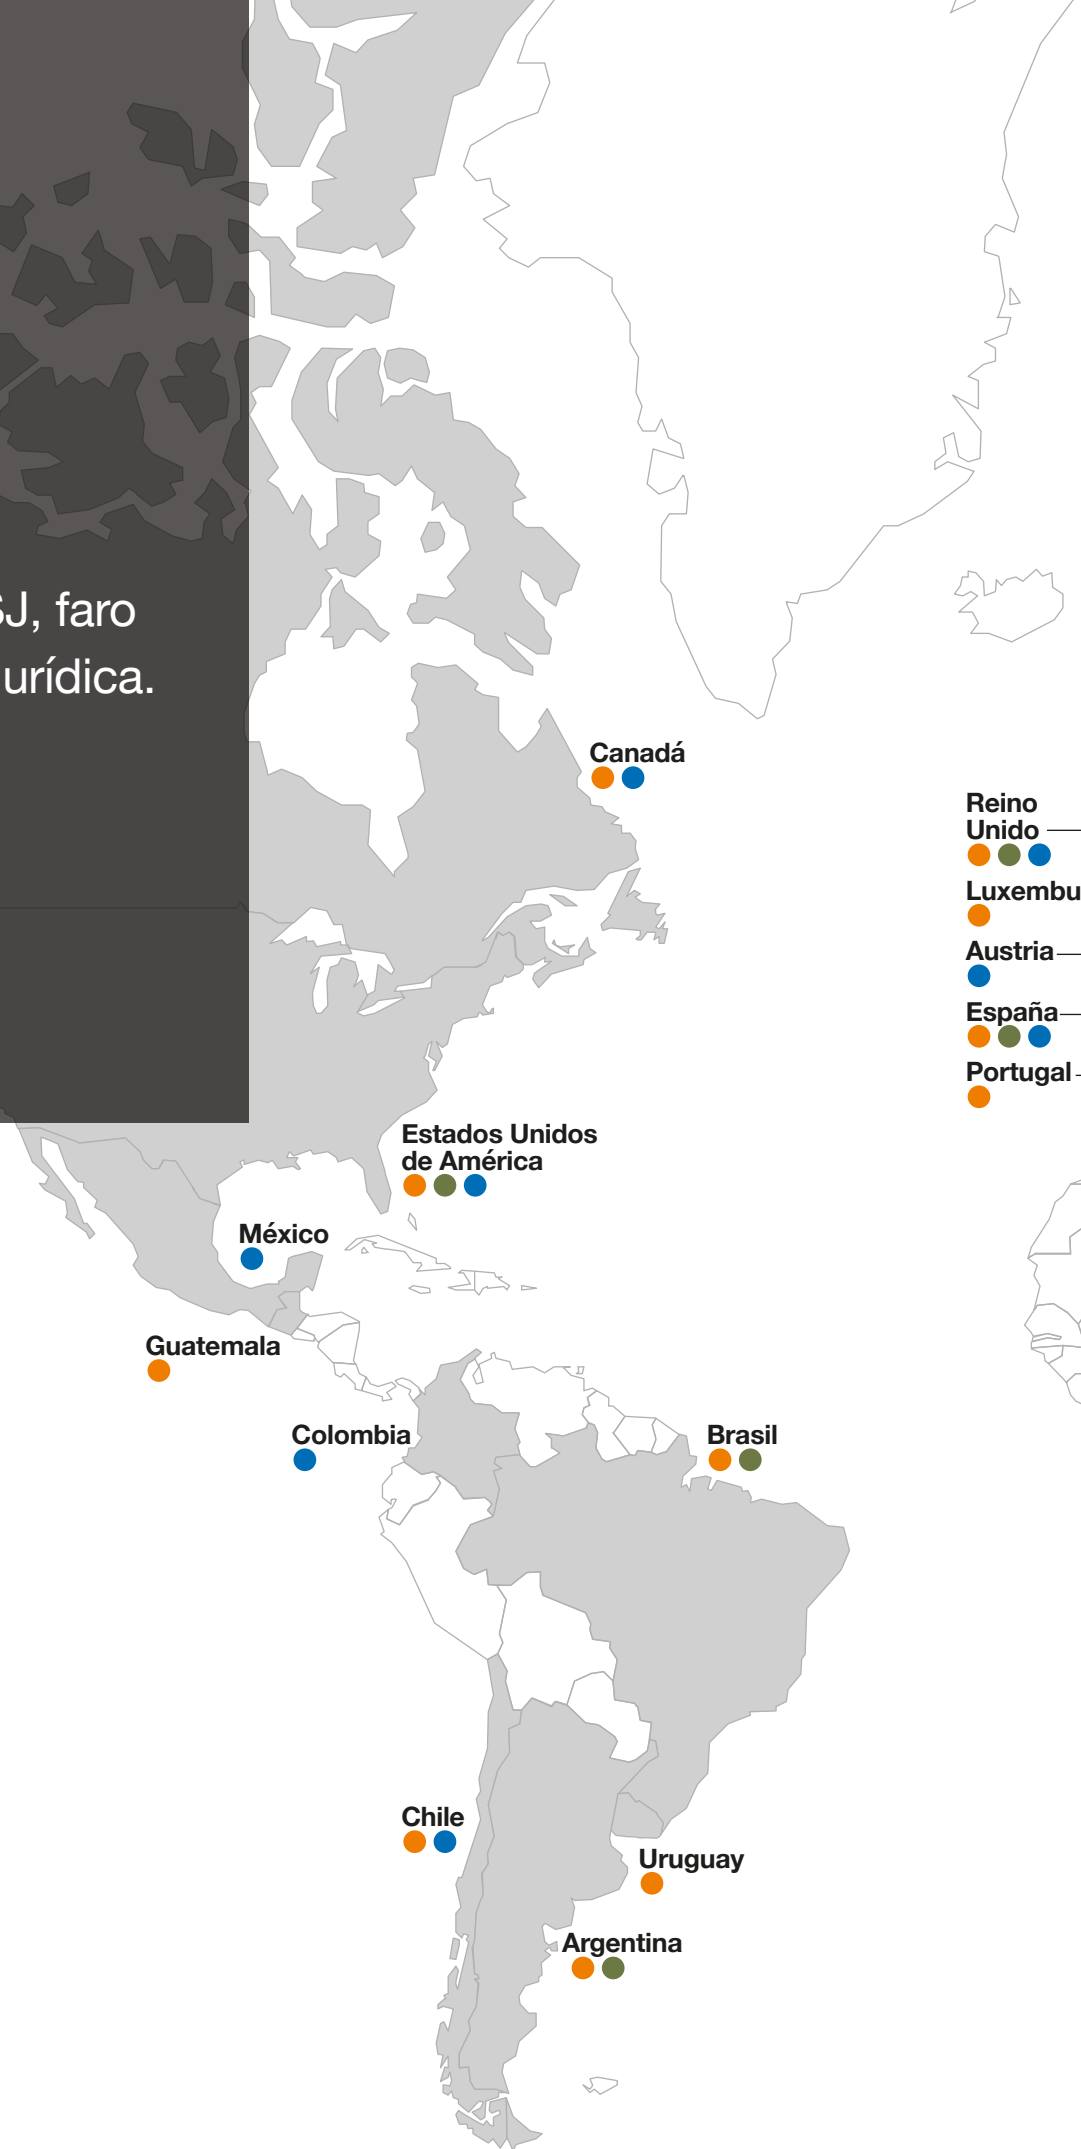 SJ, faro
urídica.
Canadá
Reino
Unido
Luxembu
Austria
España
Portugal
Estados Unidos
de América
México
Guatemala
Colombia
Brasil
Chile
Uruguay
Argentina